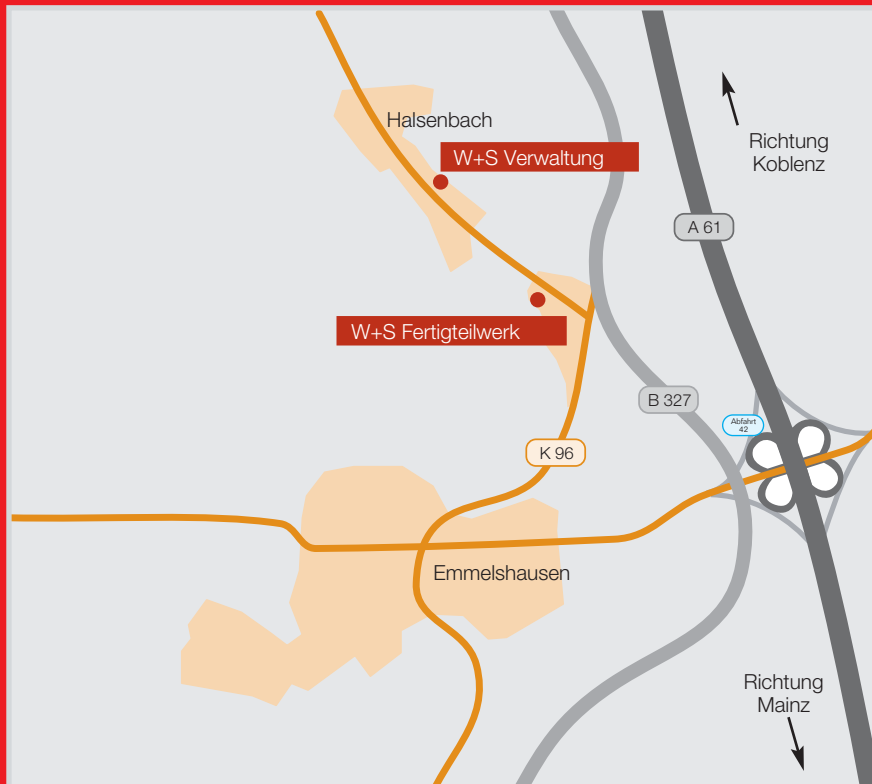 Halsenbach
W+S Verwaltung
Richtung
Koblenz
A 61
W+S Fertigteilwerk
B 327
Abfahrt
42
K 96
Emmelshausen
Richtung
Mainz